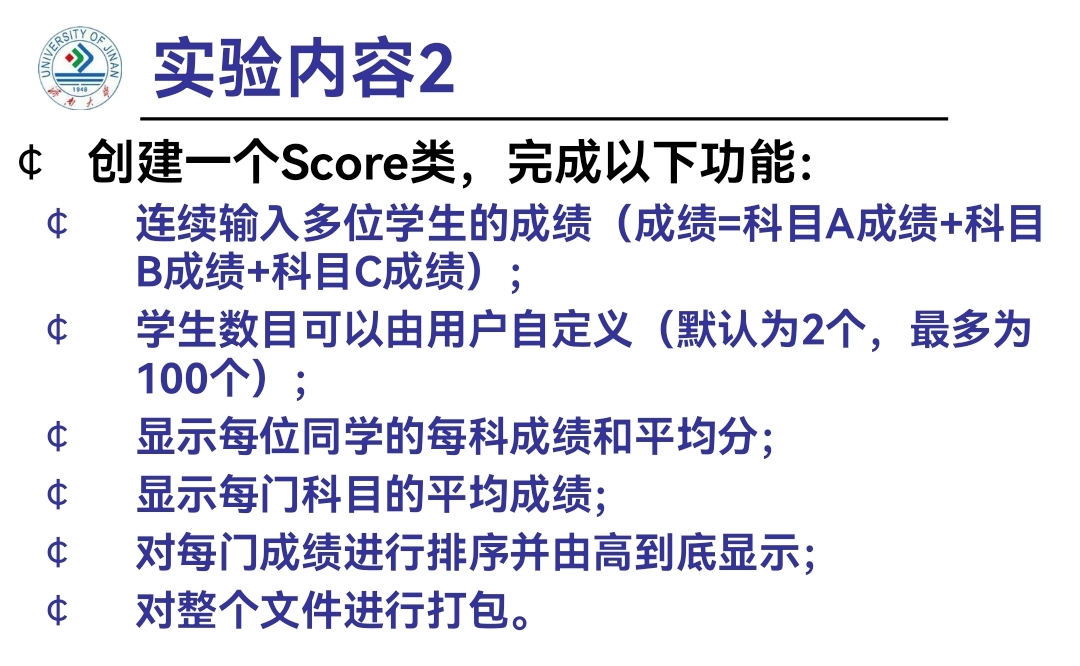 UNIVERSITY OF JINAN
1948
济南大学
实验内容2
¢ 创建一个Score类，完成以下功能：
¢ 连续输入多位学生的成绩（成绩=科目A成绩+科目
B成绩+科目C成绩）；
¢ 学生数目可以由用户自定义（默认为2个，最多为
100个）；
¢ 显示每位同学的每科成绩和平均分；
¢ 显示每门科目的平均成绩；
¢ 对每门成绩进行排序并由高到底显示；
¢ 对整个文件进行打包。